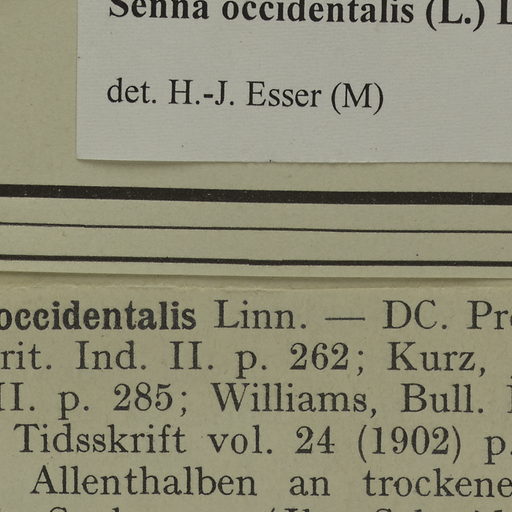 Senna occidentalis (L.)
det. H.-J. Esser (M)
occidentalis Linn. — DC. Pr
rit. Ind. II. p. 262; Kurz,
II. p. 285; Williams, Bull.
Tidsskrift vol. 24 (1902) p.
Allenthalben an trockene